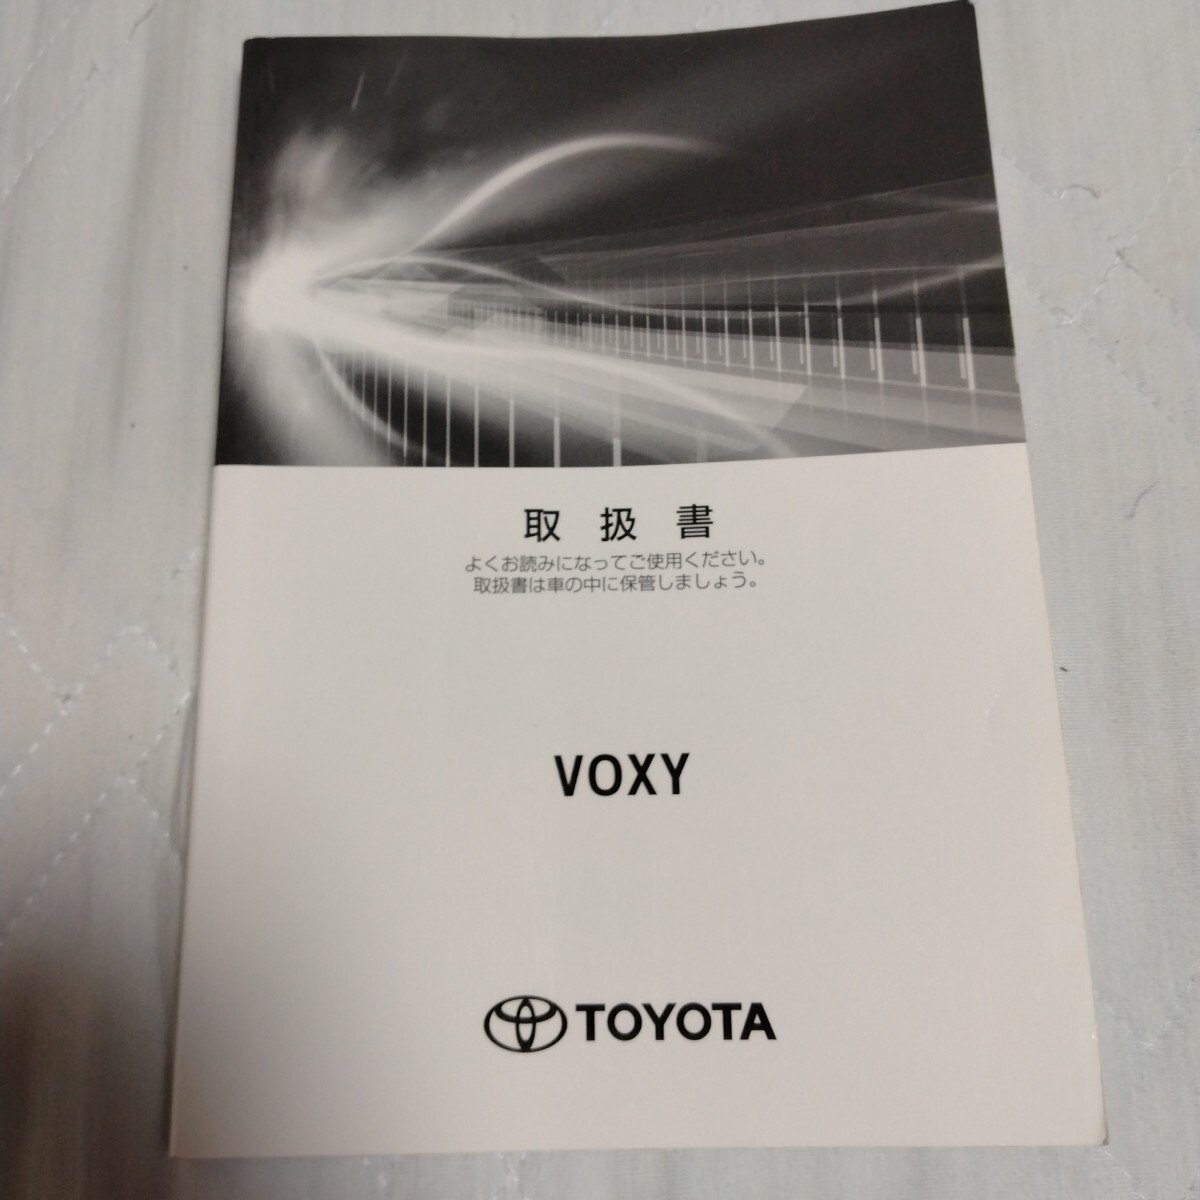 取扱書
よくお読みになってご使用ください。
取扱書は車の中に保管しましょう。
VOXY
TOYOTA